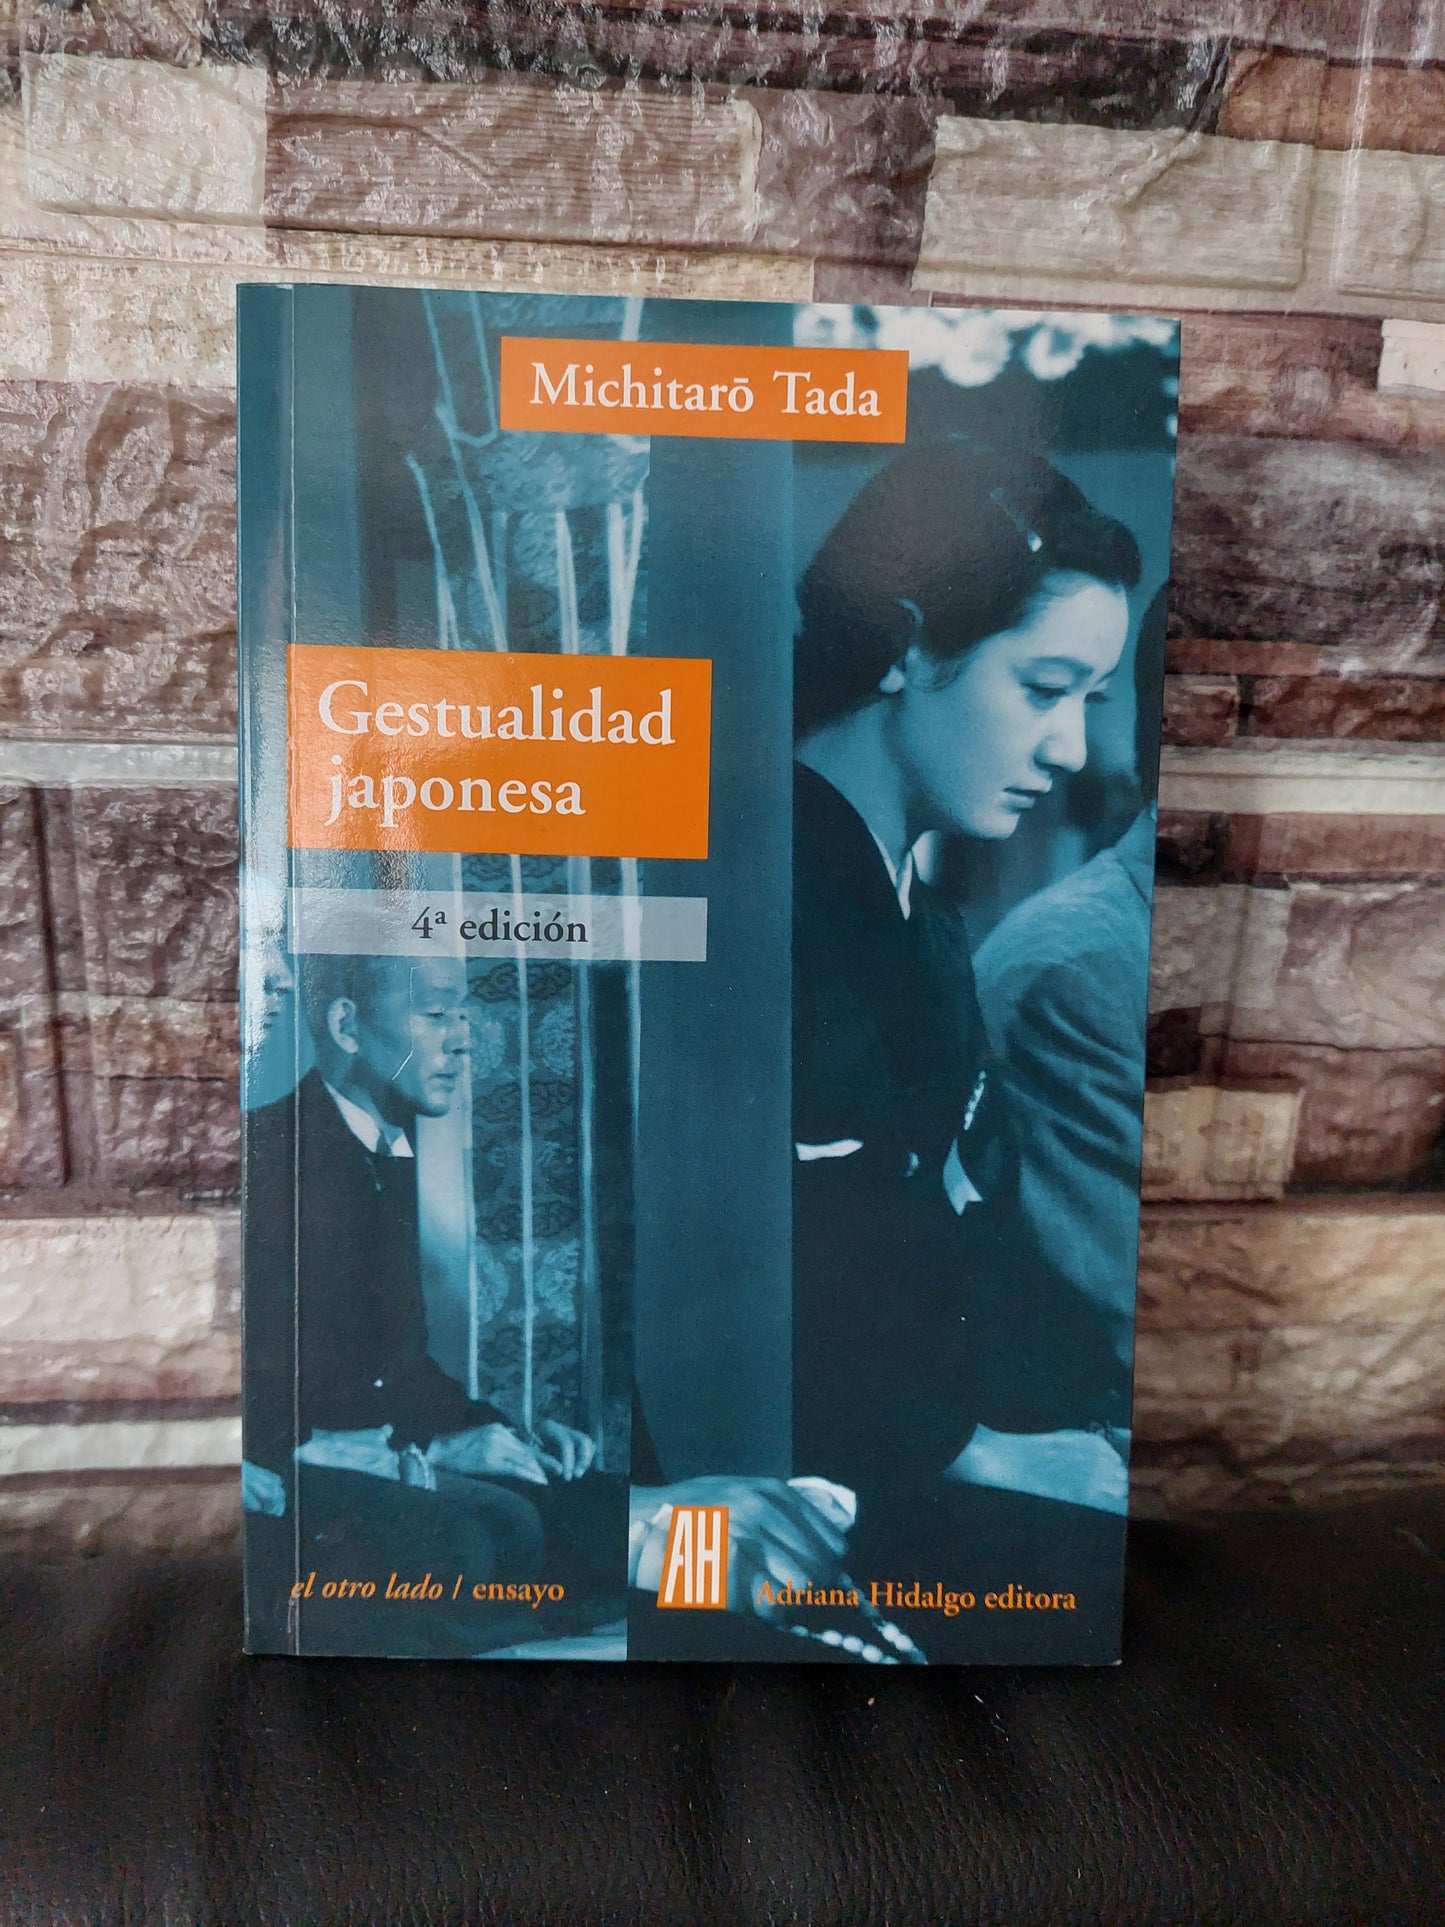 Michitarō Tada
Gestualidad
japonesa
4ª edición
el otro lado / ensayo
AH
Adriana Hidalgo editora